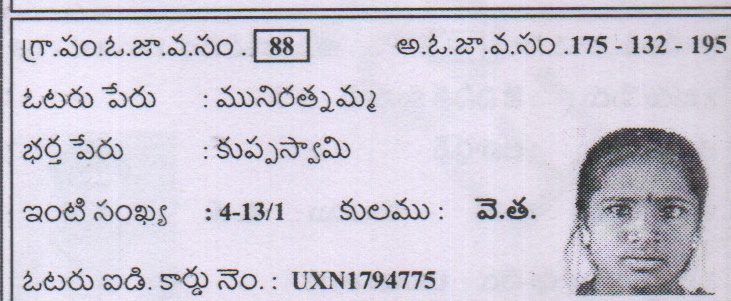 గ్రా.పం.ఓ.జా.వ.సం . 88 అ.ఓ.జా.వ.సం .175 - 132 - 195
ఓటరు పేరు : మునిరత్నమ్మ
భర్త పేరు : కుప్పస్వామి
ఇంటి సంఖ్య : 4-13/1 కులము : వె.త.
ఓటరు ఐడి. కార్డు నెం. : UXN1794775